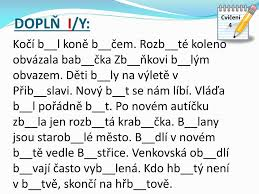 DOPLŇ I/Y:
Cvičení
4
Kočí b__l koně b__čem. Rozb__té koleno
obvázala bab__čka Zb__ňkovi b__lým
obvazem. Děti b__ly na výletě v
Přib__slavi. Nový b__t se nám líbí. Vláďa
b__l pořádně b__t. Po novém autíčku
zb__la jen rozb__tá krab__čka. B__lany
jsou starob__lé město. B__dlí v novém
b__tě vedle B__střice. Venkovská ob__dlí
b__vají často vyb__lená. Kdo hb__tý není
v b__tvě, skončí na hřb__tově.